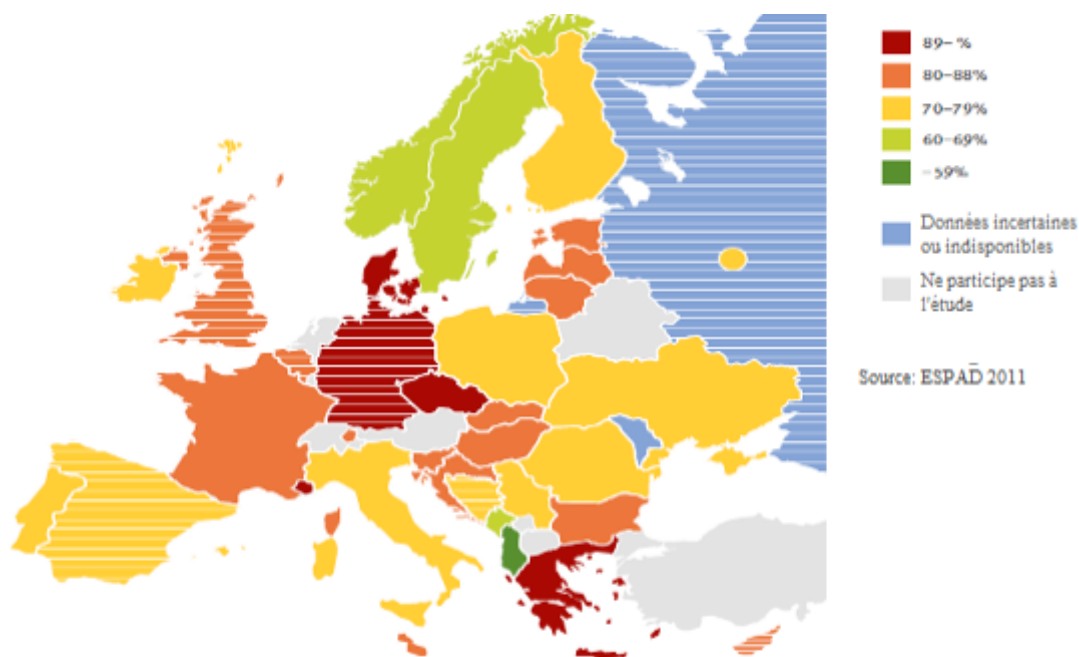 89– %
80–88%
70–79%
60–69%
–59%
Données incertaines
ou indisponibles
Ne participe pas à
l'étude
Source: ESPAD 2011